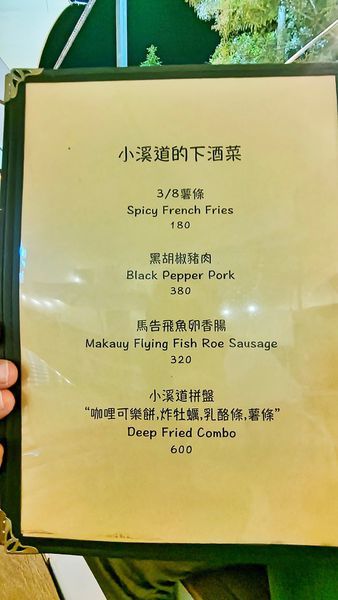 小溪道的下酒菜
3/8薯條
Spicy French Fries
180
黑胡椒豬肉
Black Pepper Pork
380
馬告飛魚卵香腸
Makauy Flying Fish Roe Sausage
320
小溪道拼盤
“咖哩可樂餅,炸牡蠣,乳酪條,薯條”
Deep Fried Combo
600